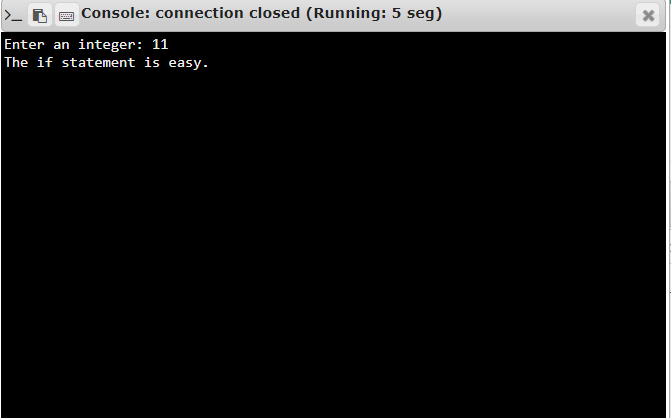 >_ Console: connection closed (Running: 5 seg)
Enter an integer: 11
The if statement is easy.